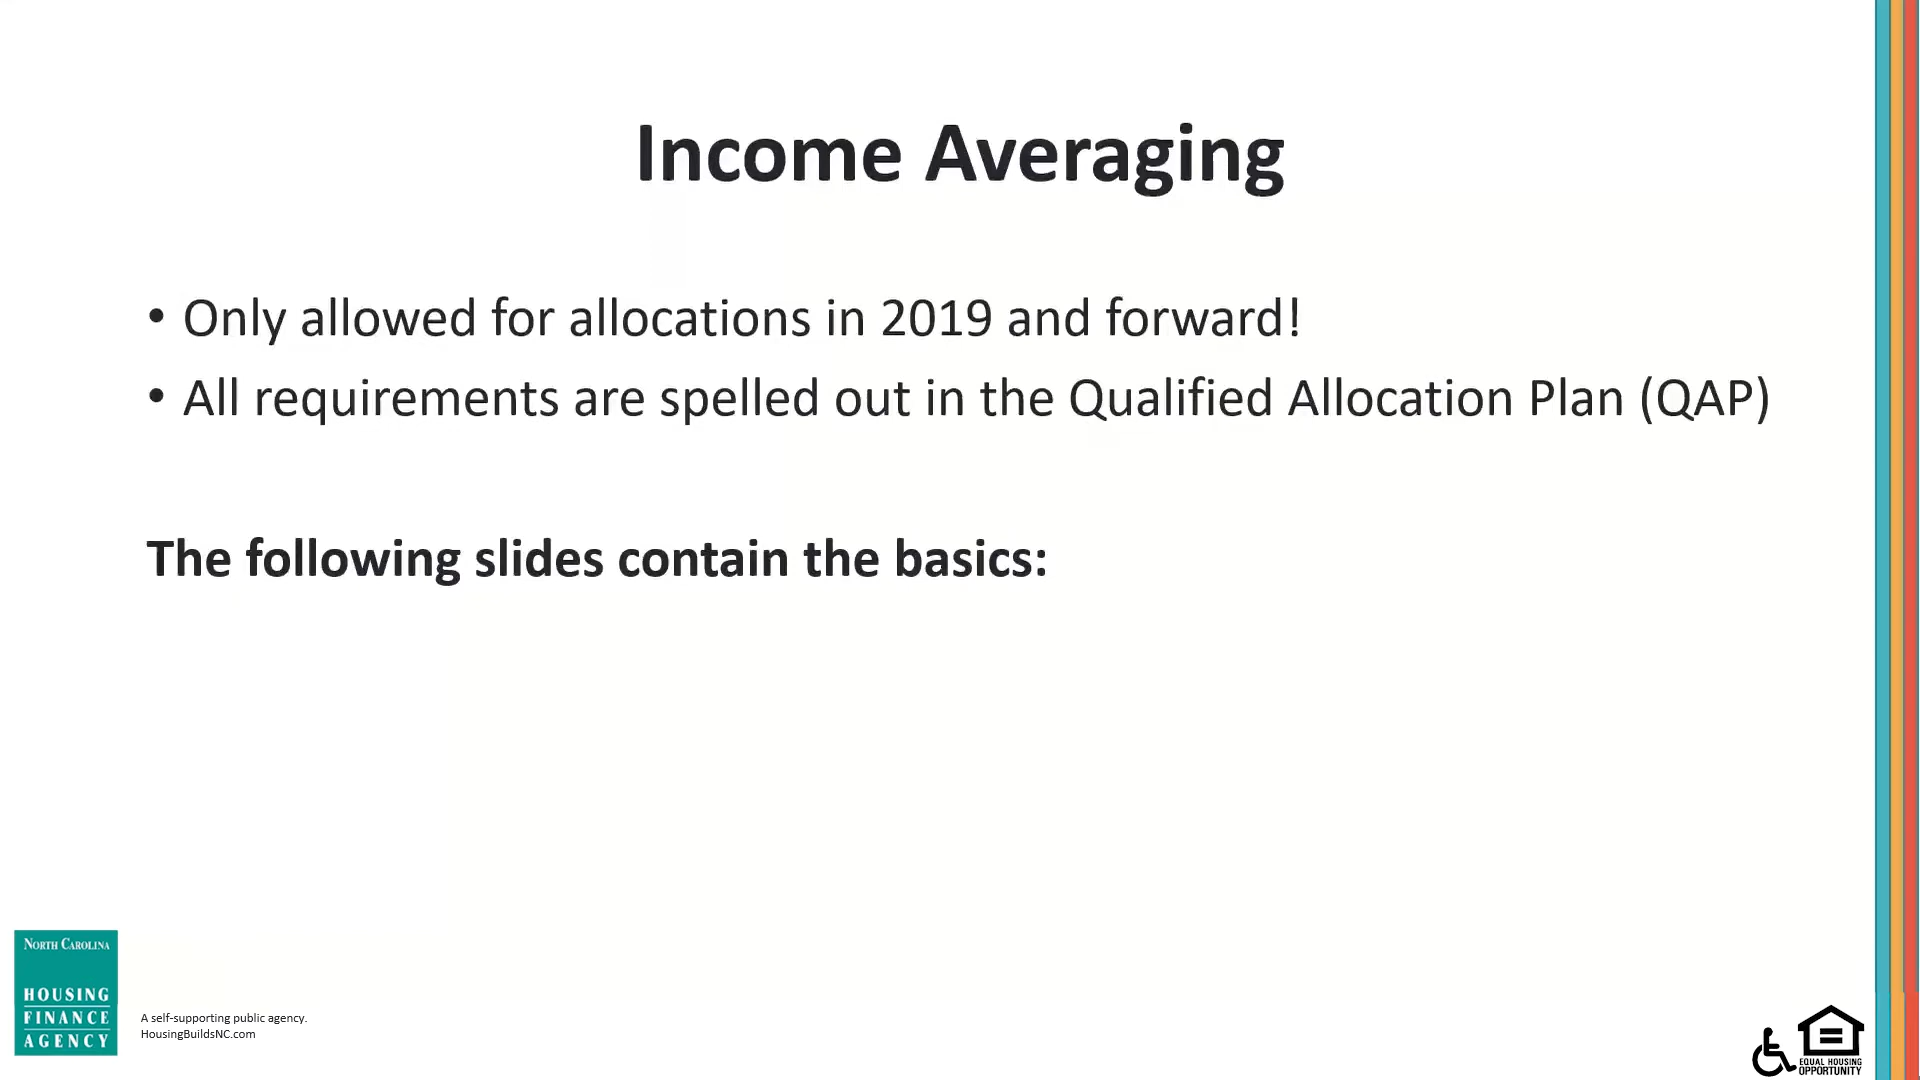 Income Averaging
• Only allowed for allocations in 2019 and forward!
• All requirements are spelled out in the Qualified Allocation Plan (QAP)
The following slides contain the basics:
NORTH CAROLINA
HOUSING
FINANCE
AGENCY
A self-supporting public agency.
HousingBuildsNC.com
EQUAL HOUSING
OPPORTUNITY